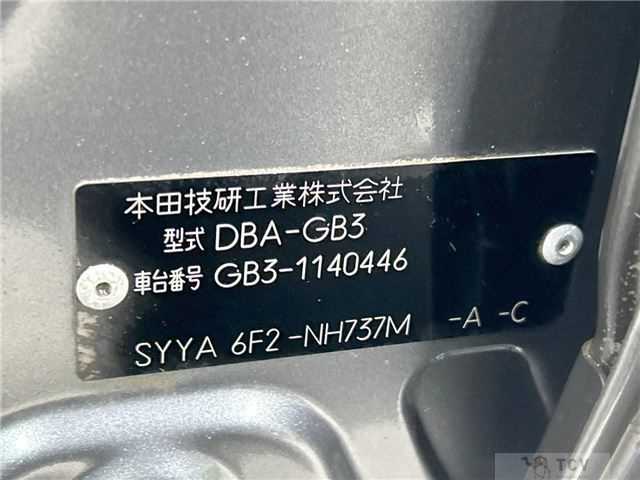 本田技研工業株式会社
型式 DBA-GB3
車台番号 GB3-1140446
SYYA 6F2-NH737M -A -C
TCV